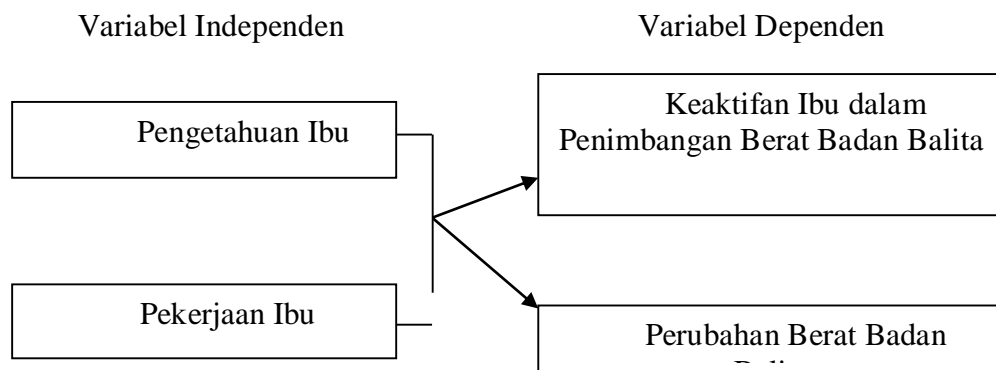 Variabel Independen
Variabel Dependen
Pengetahuan Ibu
Keaktifan Ibu dalam
Penimbangan Berat Badan Balita
Pekerjaan Ibu
Perubahan Berat Badan